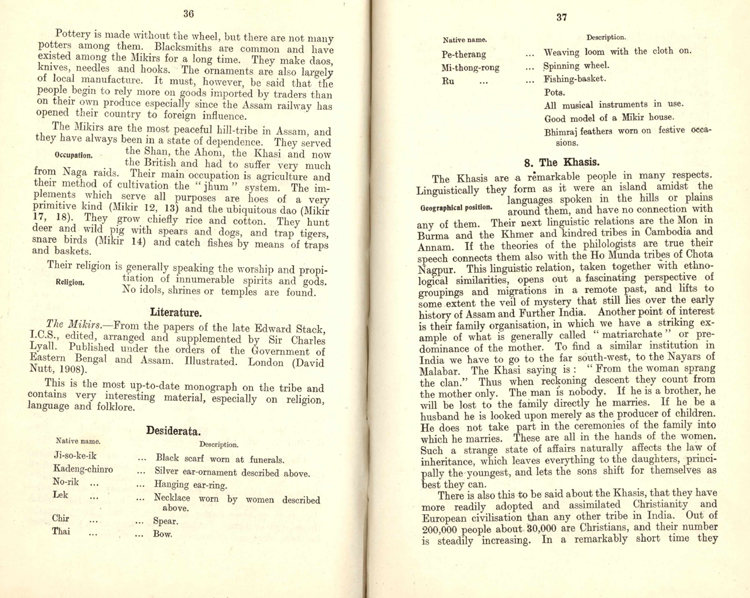 36
Pottery is made without the wheel, but there are not many
potters among them. Blacksmiths are common and have
existed among the Mikirs for a long time. They make daos,
knives, needles and hooks. The ornaments are also largely
of local manufacture. It must, however, be said that the
people begin to rely more on goods imported by traders than
on their own produce especially since the Assam railway has
opened their country to foreign influence.
The Mikirs are the most peaceful hill-tribe in Assam, and
they have always been in a state of dependence. They served
Occupation. the Shan, the Ahom, the Khasi and now
the British and had to suffer very much
from Naga raids. Their main occupation is agriculture and
their method of cultivation the "jhum" system. The im-
plements which serve all purposes are hoes of a very
primitive kind (Mikir 12, 13) and the ubiquitous dao (Mikir
17, 18). They grow chiefly rice and cotton. They hunt
deer and wild pig with spears and dogs, and trap tigers,
snare birds (Mikir 14) and catch fishes by means of traps
and baskets.
Their religion is generally speaking the worship and propi-
Religion. tiation of innumerable spirits and gods.
No idols, shrines or temples are found.
Literature.
The Mikirs.—From the papers of the late Edward Stack,
I.C.S., edited, arranged and supplemented by Sir Charles
Lyall. Published under the orders of the Government of
Eastern Bengal and Assam. Illustrated. London (David
Nutt, 1908).
This is the most up-to-date monograph on the tribe and
contains very interesting material, especially on religion,
language and folklore.
Desiderata.
Native name. Description.
Ji-so-ke-ik ... Black scarf worn at funerals.
Kadeng-chinro ... Silver ear-ornament described above.
No-rik ... ... Hanging ear-ring.
Lek ... ... Necklace worn by women described
above.
Chir ... ... Spear.
Thai ... ... Bow.
37
Native name. Description.
Pe-therang ... Weaving loom with the cloth on.
Mi-thong-rong ... Spinning wheel.
Ru ... ... Fishing-basket.
Pots.
All musical instruments in use.
Good model of a Mikir house.
Bhimraj feathers worn on festive occa-
sions.
8. The Khasis.
The Khasis are a remarkable people in many respects.
Linguistically they form as it were an island amidst the
Geographical position. languages spoken in the hills or plains
around them, and have no connection with
any of them. Their next linguistic relations are the Mon in
Burma and the Khmer and kindred tribes in Cambodia and
Annam. If the theories of the philologists are true their
speech connects them also with the Ho Munda tribes of Chota
Nagpur. This linguistic relation, taken together with ethno-
logical similarities, opens out a fascinating perspective of
groupings and migrations in a remote past, and lifts to
some extent the veil of mystery that still lies over the early
history of Assam and Further India. Another point of interest
is their family organisation, in which we have a striking ex-
ample of what is generally called "matriarchate" or pre-
dominance of the mother. To find a similar institution in
India we have to go to the far south-west, to the Nayars of
Malabar. The Khasi saying is: "From the woman sprang
the clan." Thus when reckoning descent they count from
the mother only. The man is nobody. If he is a brother, he
will be lost to the family directly he marries. If he be a
husband he is looked upon merely as the producer of children.
He does not take part in the ceremonies of the family into
which he marries. These are all in the hands of the women.
Such a strange state of affairs naturally affects the law of
inheritance, which leaves everything to the daughters, princi-
pally the youngest, and lets the sons shift for themselves as
best they can.
There is also this to be said about the Khasis, that they have
more readily adopted and assimilated Christianity and
European civilisation than any other tribe in India. Out of
200,000 people about 30,000 are Christians, and their number
is steadily increasing. In a remarkably short time they